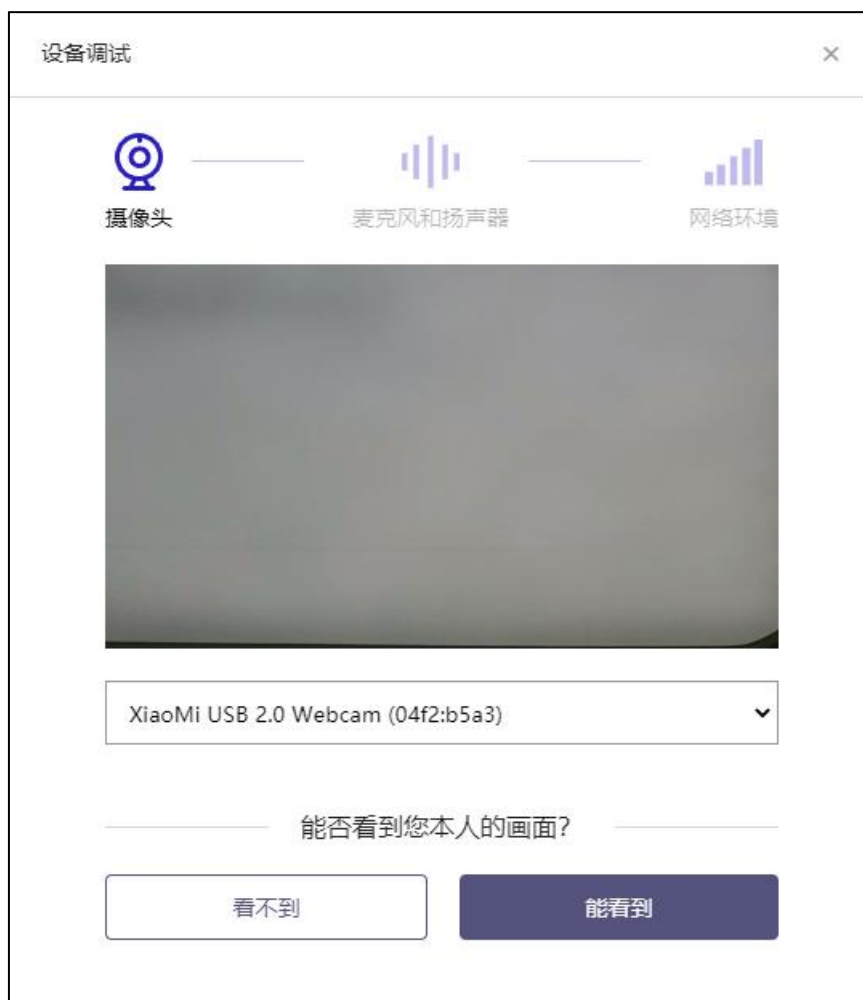 设备调试
摄像头
麦克风和扬声器
网络环境
XiaoMi USB 2.0 Webcam (04f2:b5a3)
能否看到您本人的画面?
看不到
能看到